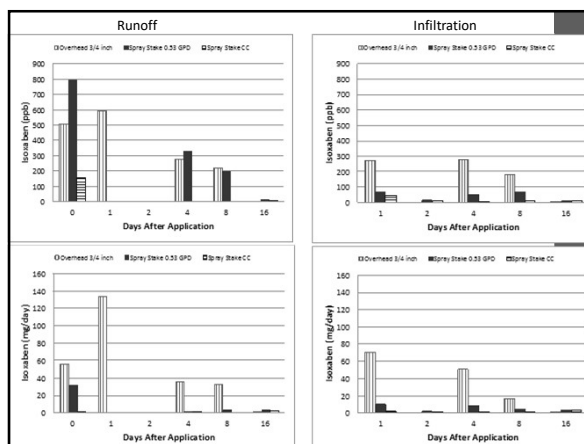 Runoff
Infiltration
Overhead 3/4 inch Spray Stake 0.53 GPD Spray Stake CC
Isoxaben (ppb)
900
800
700
600
500
400
300
200
100
0
0 1 2 4 8 16
Days After Application
Overhead 3/4 inch Spray Stake 0.53 GPD Spray Stake CC
Isoxaben (ppb)
900
800
700
600
500
400
300
200
100
0
1 2 4 8 16
Days After Application
Overhead 3/4 inch Spray Stake 0.53 GPD Spray Stake CC
Isoxaben (mg/day)
160
140
120
100
80
60
40
20
0
0 1 2 4 8 16
Days After Application
Overhead 3/4 inch Spray Stake 0.53 GPD Spray Stake CC
Isoxaben (mg/day)
160
140
120
100
80
60
40
20
0
1 2 4 8 16
Days After Application